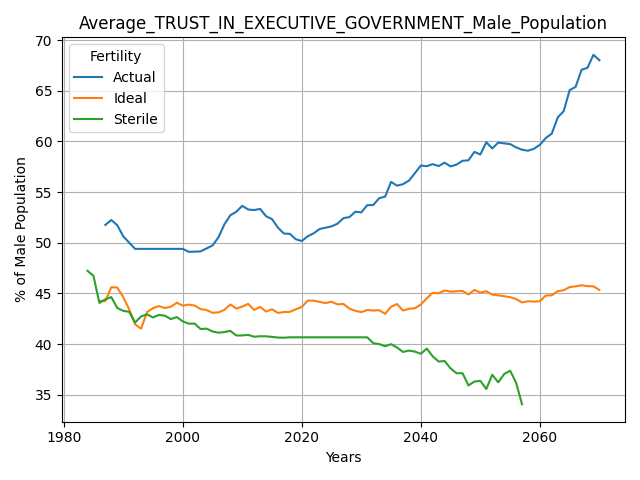 Average_TRUST_IN_EXECUTIVE_GOVERNMENT_Male_Population
Fertility
Actual
Ideal
Sterile
% of Male Population
70
65
60
55
50
45
40
35
1980
2000
2020
2040
2060
Years